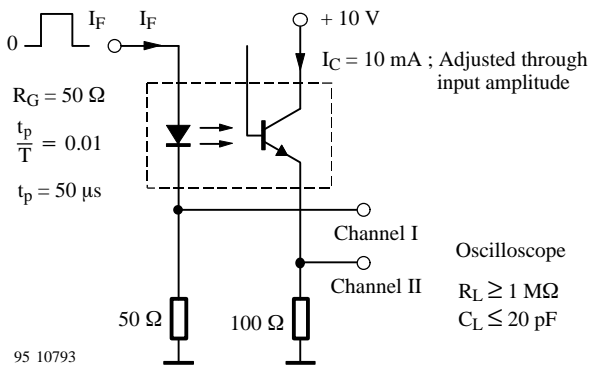 0
I_F
I_F
+ 10 V
I_C = 10 mA ; Adjusted through
input amplitude
R_G = 50 Ω
t_p
T
= 0.01
t_p = 50 μs
Channel I
Channel II
Oscilloscope
R_L ≥ 1 MΩ
C_L ≤ 20 pF
50 Ω
100 Ω
95 10793